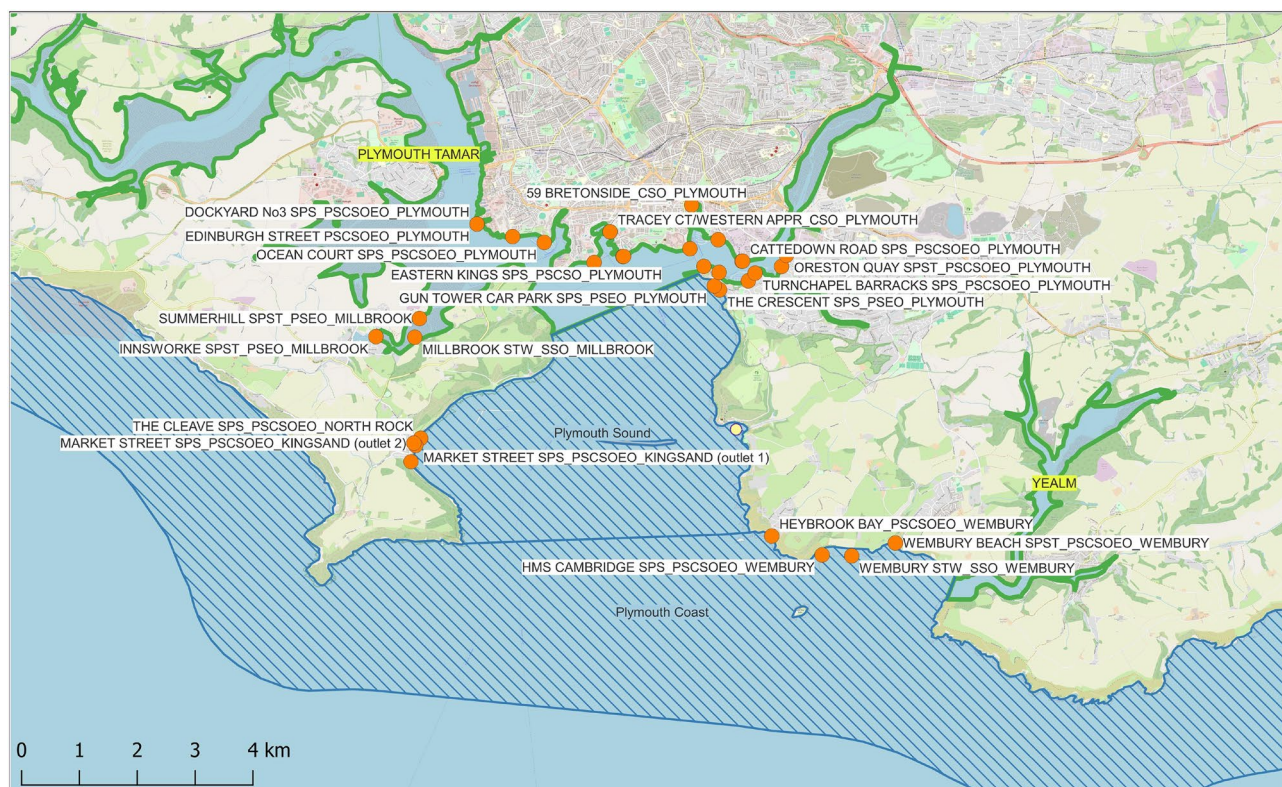 PLYMOUTH TAMAR
59 BRETONSIDE_CSO_PLYMOUTH
DOCKYARD No3 SPS_PSCSOEO_PLYMOUTH
TRACEY CT/WESTERN APPR_CSO_PLYMOUTH
EDINBURGH STREET PSCSOEO_PLYMOUTH
CATTEDOWN ROAD SPS_PSCSOEO_PLYMOUTH
OCEAN COURT SPS_PSCSOEO_PLYMOUTH
ORESTON QUAY SPST_PSCSOEO_PLYMOUTH
EASTERN KINGS SPS_PSCSO_PLYMOUTH
TURNCHAPEL BARRACKS SPS_PSCSOEO_PLYMOUTH
GUN TOWER CAR PARK SPS_PSEO_PLYMOUTH
THE CRESCENT SPS_PSEO_PLYMOUTH
SUMMERHILL SPST_PSEO_MILLBROOK
INNSWORKE SPST_PSEO_MILLBROOK
MILLBROOK STW_SSO_MILLBROOK
THE CLEAVE SPS_PSCSOEO_NORTH ROCK
Plymouth Sound
MARKET STREET SPS_PSCSOEO_KINGSAND (outlet 2)
MARKET STREET SPS_PSCSOEO_KINGSAND (outlet 1)
YEALM
HEYBROOK BAY_PSCSOEO_WEMBURY
WEMBURY BEACH SPST_PSCSOEO_WEMBURY
HMS CAMBRIDGE SPS_PSCSOEO_WEMBURY
WEMBURY STW_SSO_WEMBURY
Plymouth Coast
0 1 2 3 4 km